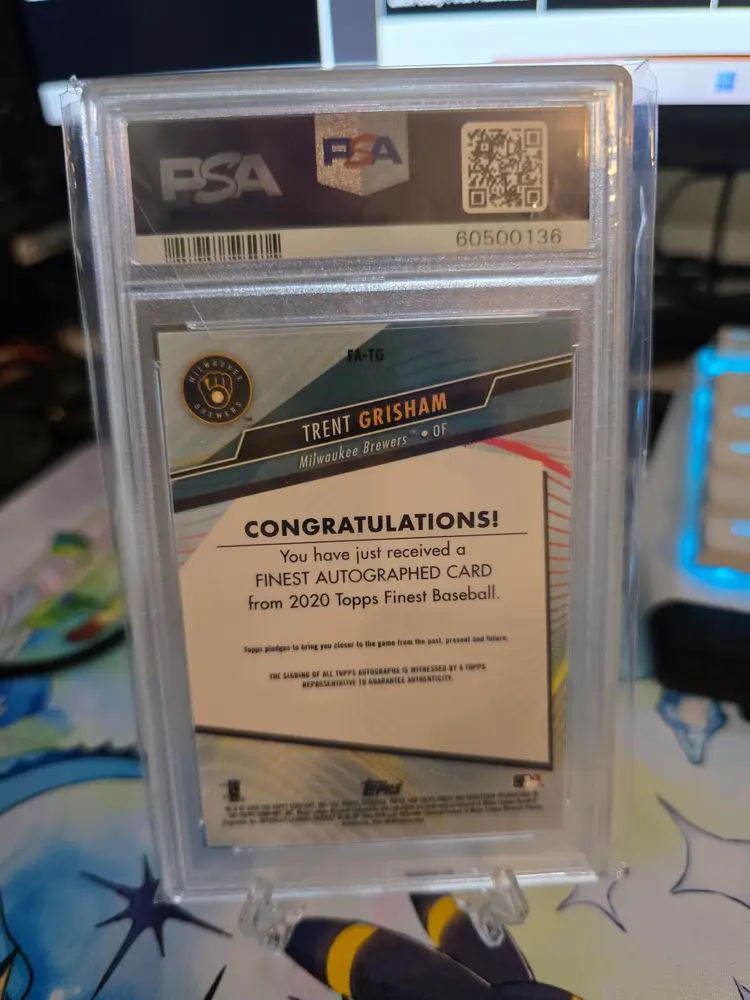 PSA
PSA
60500136
FA-TG
MILWAUKEE
BREWERS
TRENT GRISHAM
Milwaukee Brewers™ • OF
CONGRATULATIONS!
You have just received a
FINEST AUTOGRAPHED CARD
from 2020 Topps Finest Baseball.
Topps pledges to bring you closer to the game from the past, present and future.
THE SIGNING OF ALL TOPPS AUTOGRAPHS IS WITNESSED BY A TOPPS
REPRESENTATIVE TO GUARANTEE AUTHENTICITY.
Topps